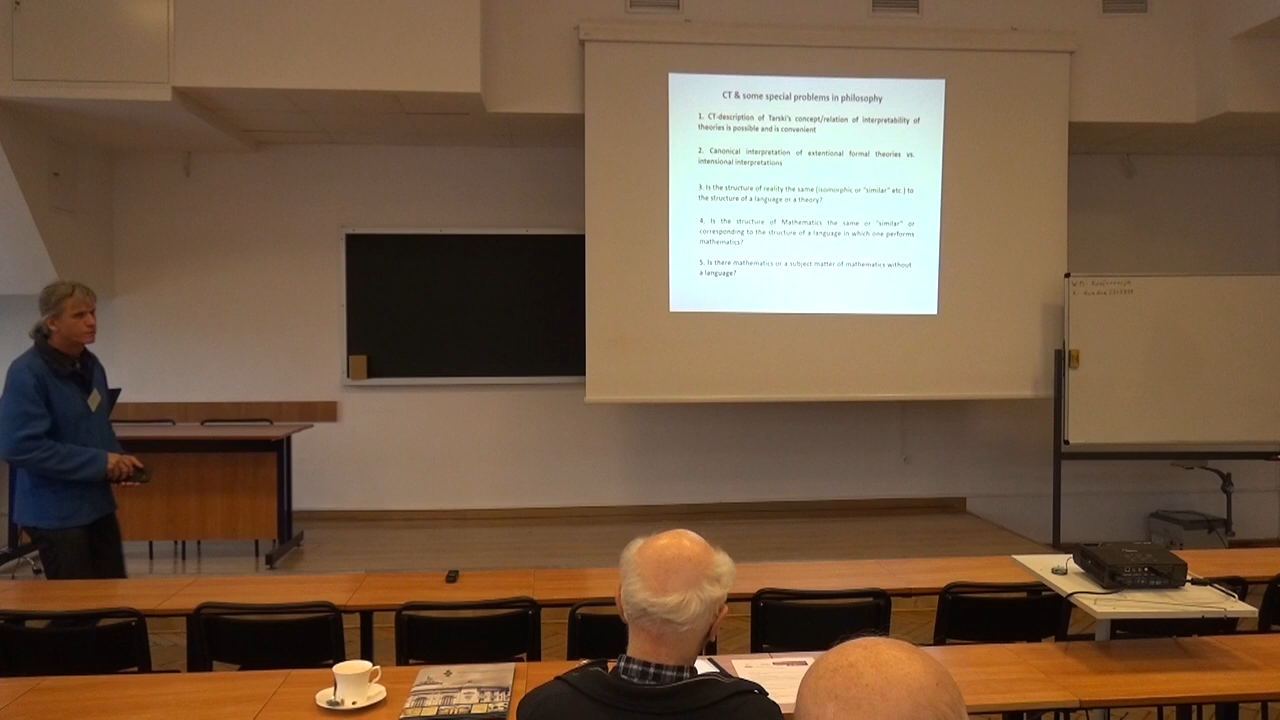 CT & some special problems in philosophy
1. CT-description of Tarski's concept/relation of interpretability of
theories is possible and is convenient
2. Canonical interpretation of extentional formal theories vs.
intensional interpretations
3. Is the structure of reality the same (isomorphic or "similar" etc.) to
the structure of a language or a theory?
4. Is the structure of Mathematics the same or "similar" or
corresponding to the structure of a language in which one performs
mathematics?
5. Is there mathematics or a subject matter of mathematics without
a language?